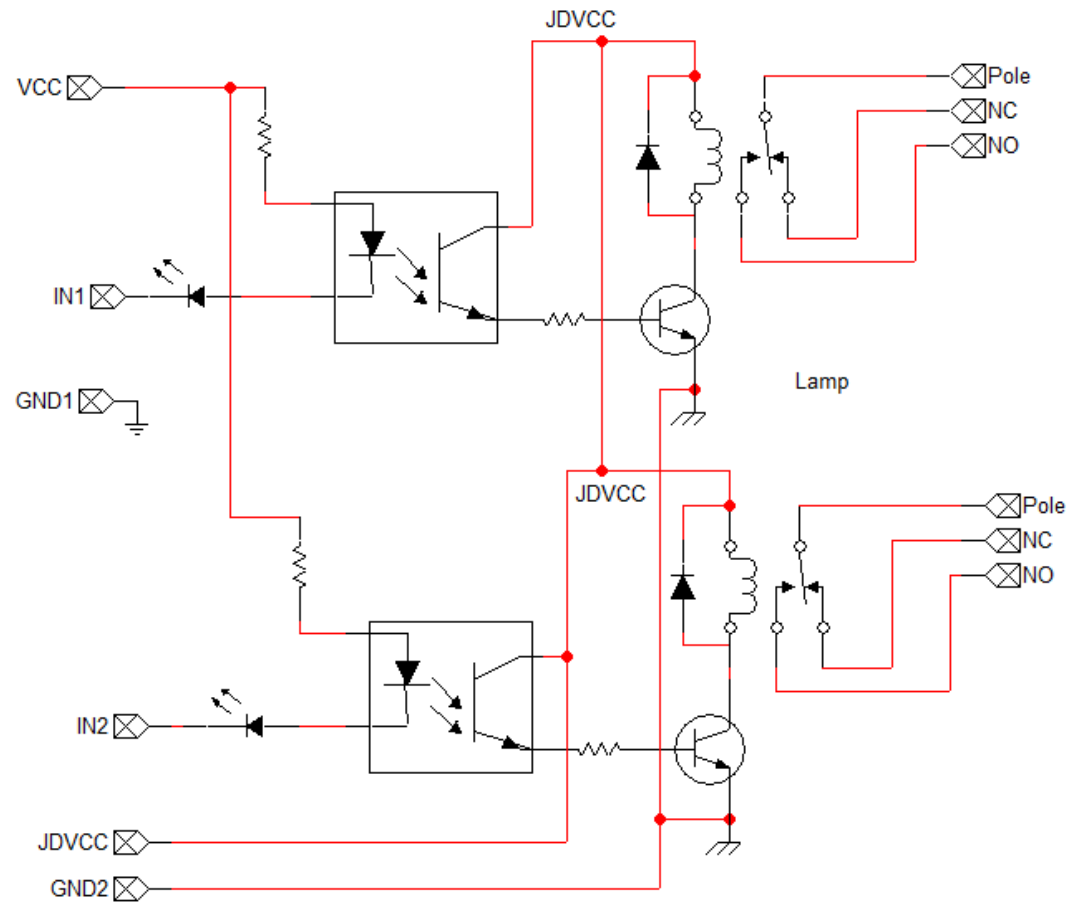 JDVCC
VCC
Pole
NC
NO
IN1
Lamp
GND1
JDVCC
Pole
NC
NO
IN2
JDVCC
GND2